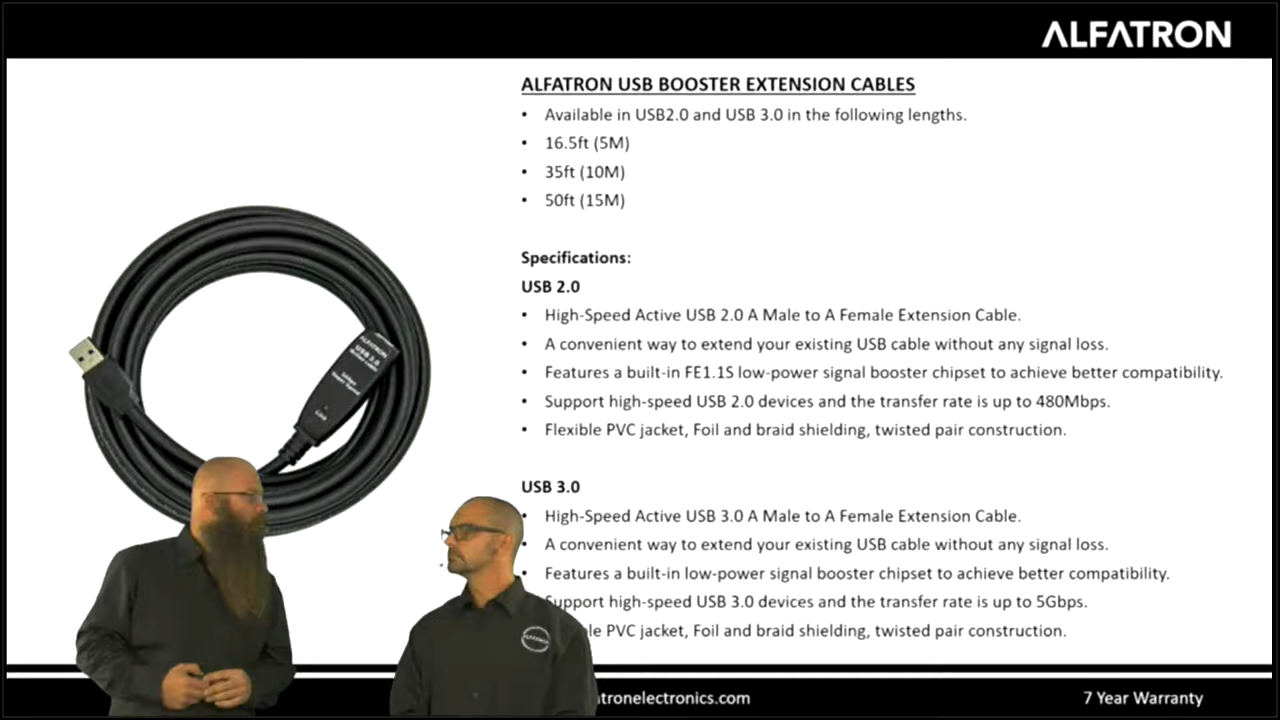 ALFATRON
ALFATRON USB BOOSTER EXTENSION CABLES
• Available in USB2.0 and USB 3.0 in the following lengths.
• 16.5ft (5M)
• 35ft (10M)
• 50ft (15M)
Specifications:
USB 2.0
• High-Speed Active USB 2.0 A Male to A Female Extension Cable.
• A convenient way to extend your existing USB cable without any signal loss.
• Features a built-in FE1.1S low-power signal booster chipset to achieve better compatibility.
• Support high-speed USB 2.0 devices and the transfer rate is up to 480Mbps.
• Flexible PVC jacket, Foil and braid shielding, twisted pair construction.
ALFATRON
USB 3.0
Link
USB 3.0
• High-Speed Active USB 3.0 A Male to A Female Extension Cable.
• A convenient way to extend your existing USB cable without any signal loss.
• Features a built-in low-power signal booster chipset to achieve better compatibility.
Support high-speed USB 3.0 devices and the transfer rate is up to 5Gbps.
le PVC jacket, Foil and braid shielding, twisted pair construction.
ALFATRON
tronelectronics.com
7 Year Warranty